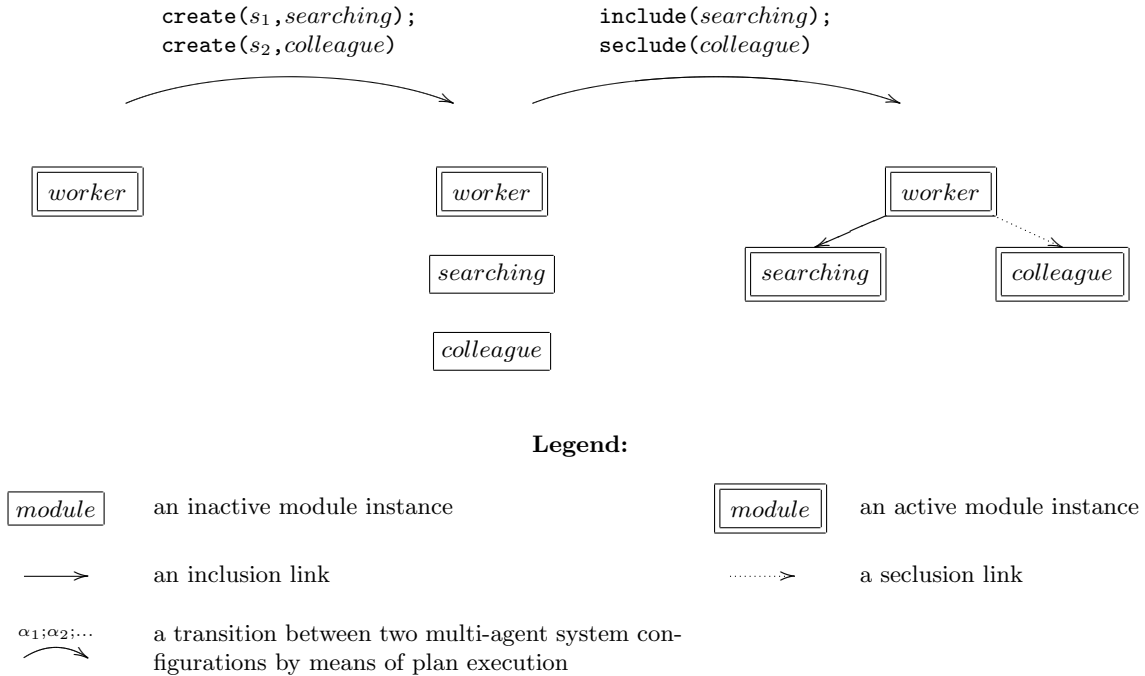 create(s₁,searching);
create(s₂,colleague)
include(searching);
seclude(colleague)
worker
worker
worker
searching
searching
colleague
colleague
Legend:
module
an inactive module instance
module
an active module instance
an inclusion link
a seclusion link
α₁;α₂;...
a transition between two multi-agent system con-
figurations by means of plan execution